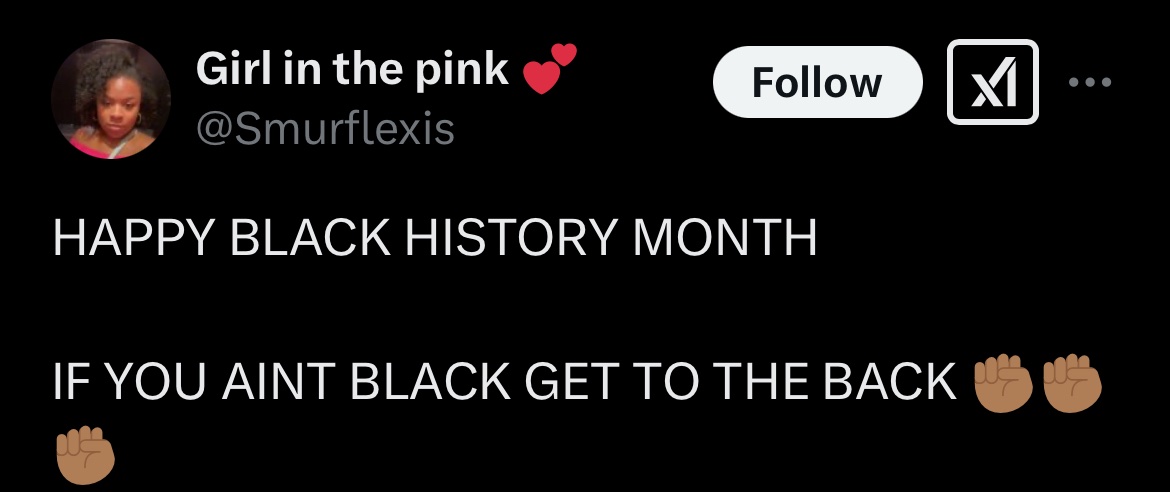 Girl in the pink 💕
Follow
@Smurflexis
HAPPY BLACK HISTORY MONTH
IF YOU AINT BLACK GET TO THE BACK ✊🏽✊🏽
✊🏽